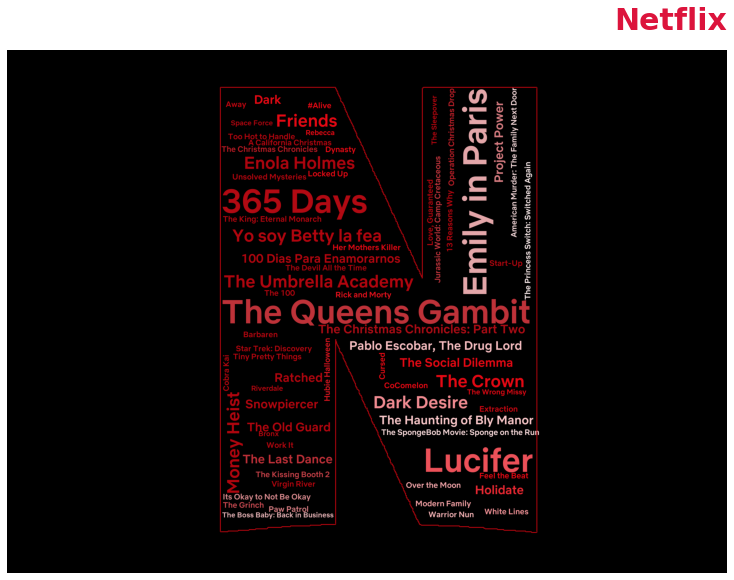 Netflix
Away
Dark
#Alive
Space Force
Friends
Rebecca
Too Hot to Handle
A California Christmas
The Christmas Chronicles
Dynasty
Enola Holmes
Unsolved Mysteries
Locked Up
365 Days
The King: Eternal Monarch
Yo soy Betty la fea
Her Mothers Killer
100 Dias Para Enamorarnos
The Devil All the Time
The Umbrella Academy
The 100
Rick and Morty
The Sleepover
Love, Guaranteed
Jurassic World: Camp Cretaceous
Operation Christmas Drop
13 Reasons Why
Emily in Paris
Project Power
American Murder: The Family Next Door
The Princess Switch: Switched Again
Start-Up
The Queens Gambit
The Christmas Chronicles: Part Two
Barbaren
Star Trek: Discovery
Tiny Pretty Things
Cobra Kai
Hubie Halloween
Ratched
Riverdale
Money Heist
Snowpiercer
The Old Guard
Bronx
Work It
The Last Dance
The Kissing Booth 2
Virgin River
Its Okay to Not Be Okay
The Grinch
Paw Patrol
The Boss Baby: Back in Business
Pablo Escobar, The Drug Lord
Cursed
The Social Dilemma
CoComelon
The Crown
The Wrong Missy
Dark Desire
Extraction
The Haunting of Bly Manor
The SpongeBob Movie: Sponge on the Run
Lucifer
Feel the Beat
Over the Moon
Holidate
Modern Family
Warrior Nun
White Lines